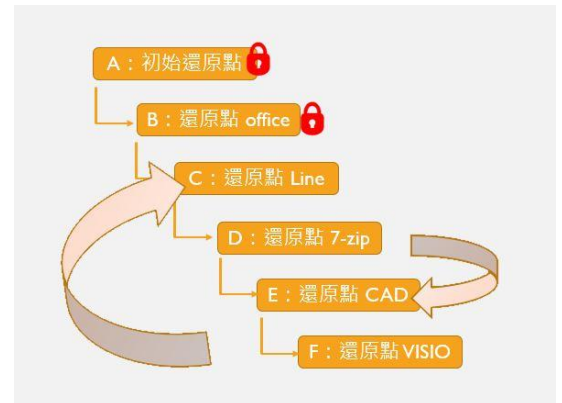 A：初始還原點
B：還原點 office
C：還原點 Line
D：還原點 7-zip
E：還原點 CAD
F：還原點 VISIO